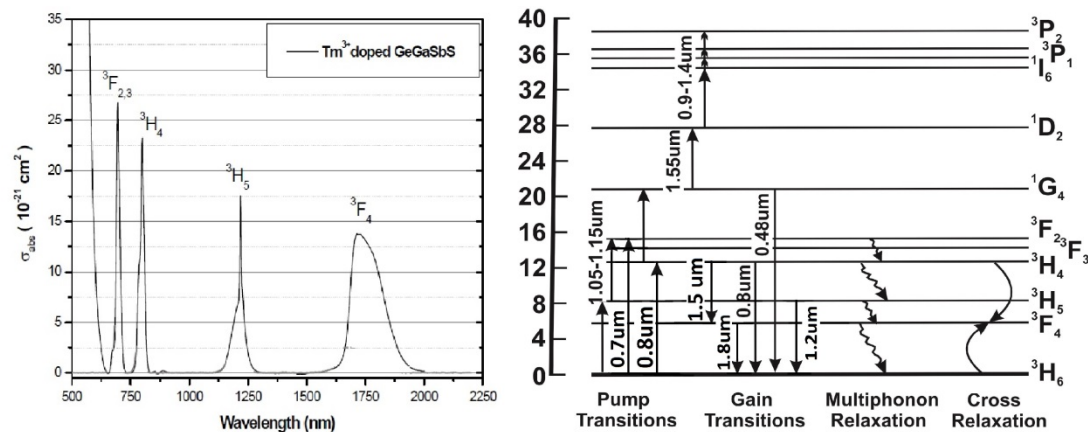 35
30
25
20
15
10
5
0
σabs ( 10^-21 cm^2 )
Tm3+doped GeGaSbS
3F2,3
3H4
3H5
3F4
500 750 1000 1250 1500 1750 2000 2250
Wavelength (nm)
40
36
32
28
24
20
16
12
8
4
0
3P2
3P1
1I6
1D2
1G4
3F2 3F3
3H4
3H5
3F4
3H6
0.9-1.4um
1.55um
0.48um
1.05-1.15um
0.7um
0.8um
1.5 um
0.8um
1.8um
1.2um
Pump
Transitions
Gain
Transitions
Multiphonon
Relaxation
Cross
Relaxation